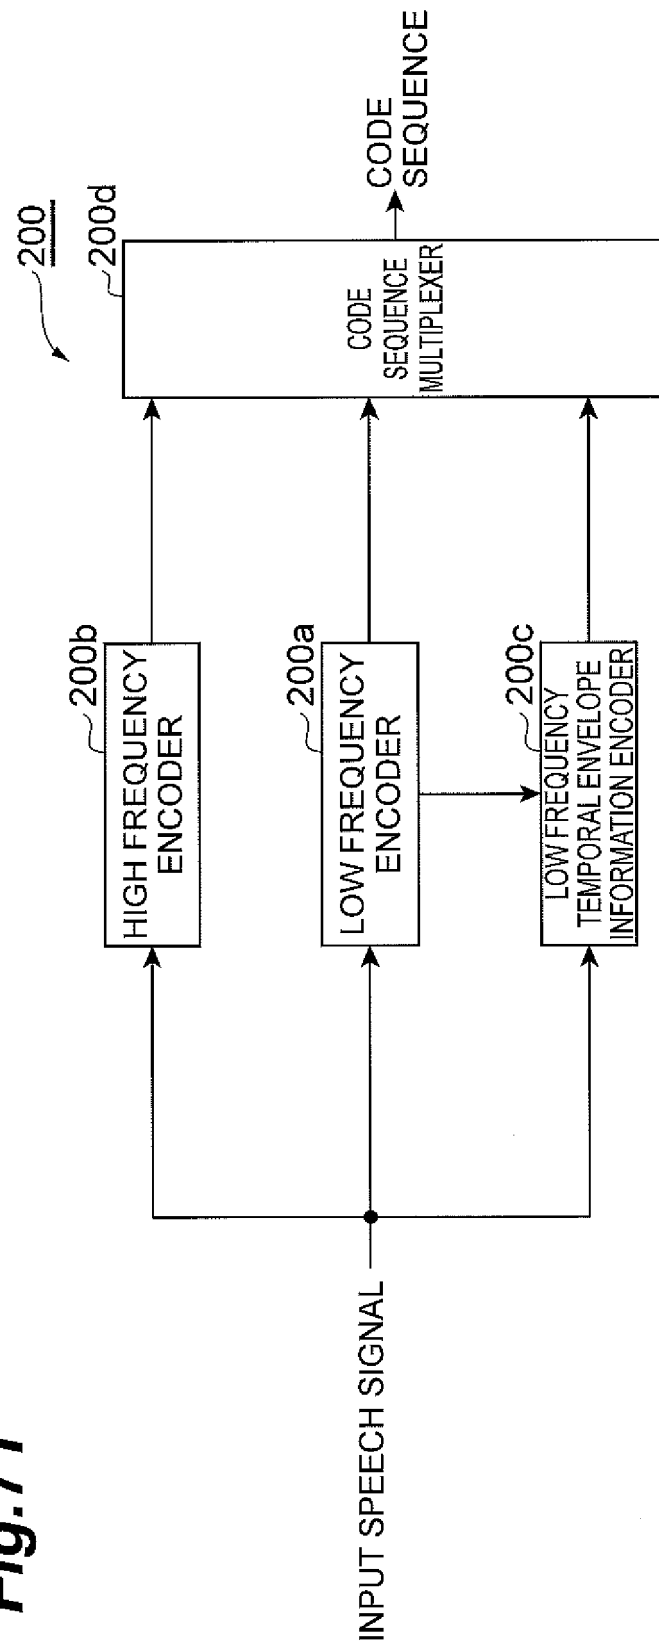 Fig.71
200
200d
CODE
SEQUENCE
MULTIPLEXER
CODE
SEQUENCE
200b
HIGH FREQUENCY
ENCODER
200a
LOW FREQUENCY
ENCODER
200c
LOW FREQUENCY
TEMPORAL ENVELOPE
INFORMATION ENCODER
INPUT SPEECH SIGNAL